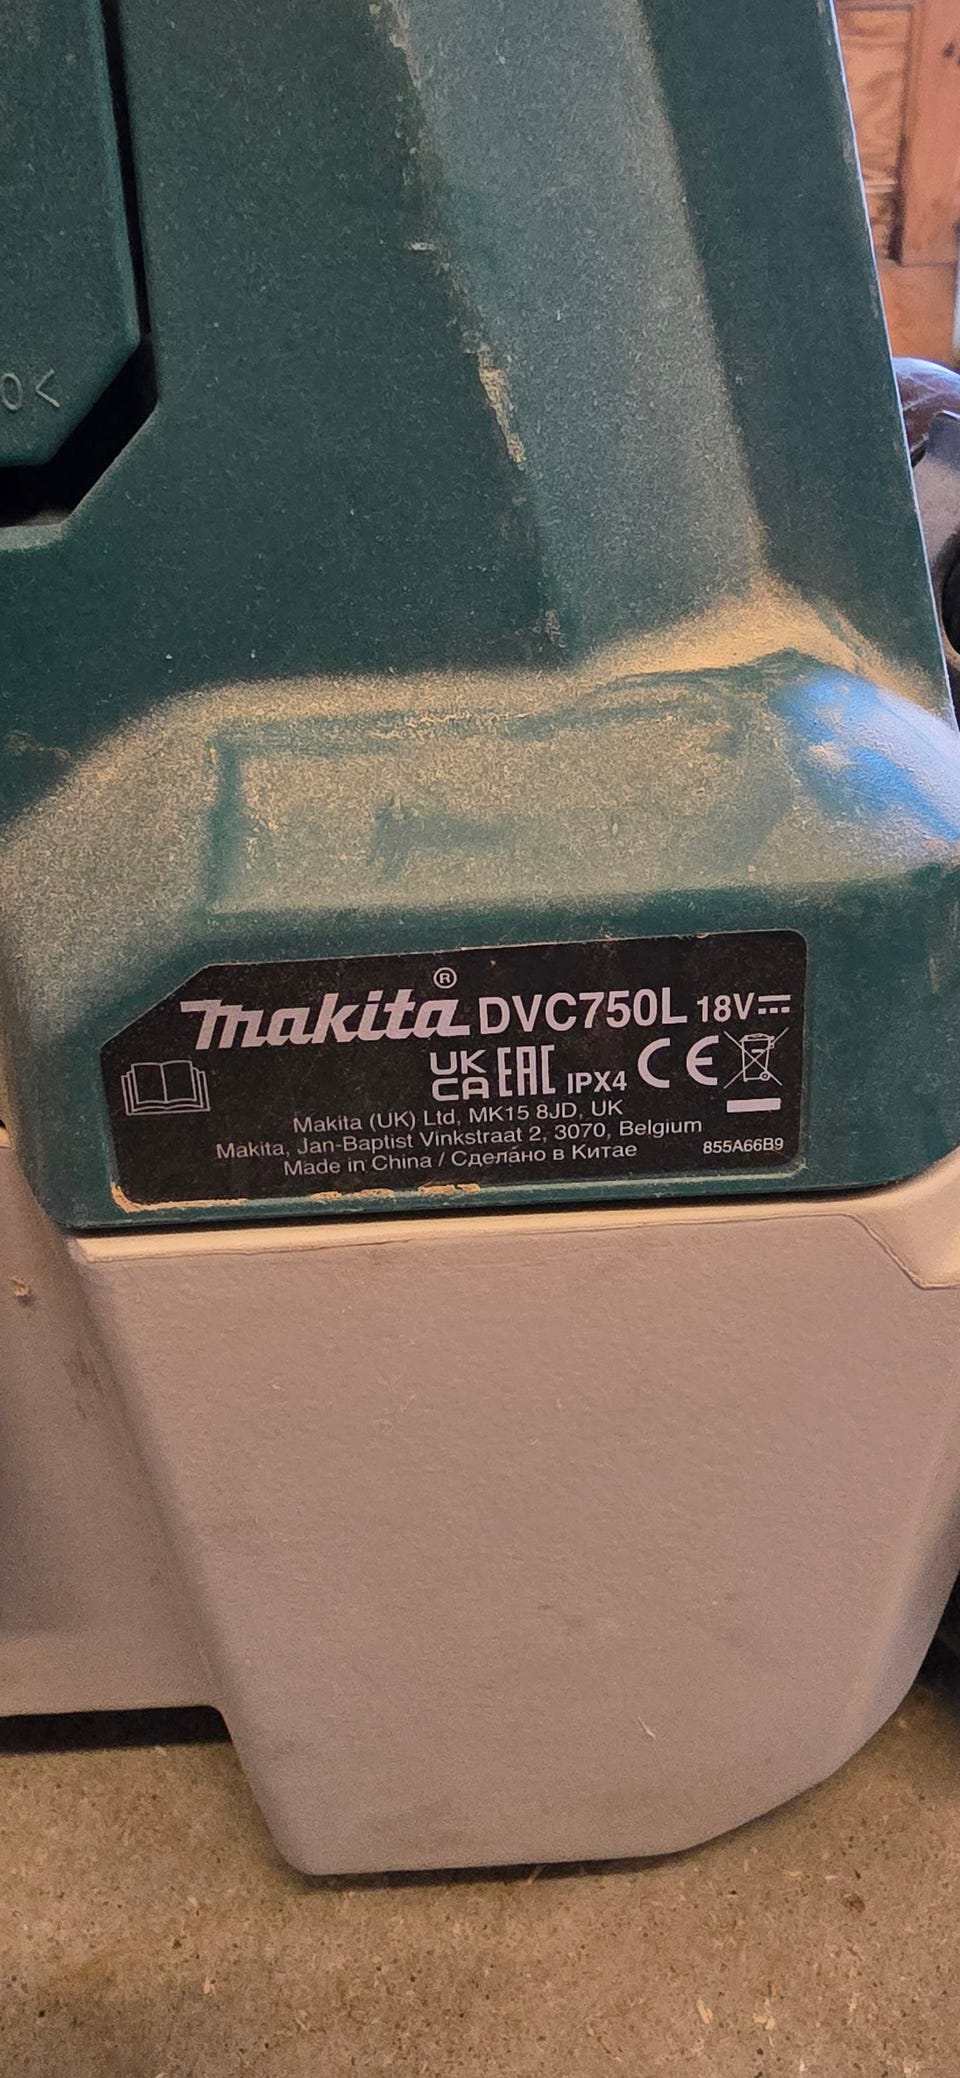 0<
makita® DVC750L 18V
UK CA EAC IPX4 CE
Makita (UK) Ltd, MK15 8JD, UK
Makita, Jan-Baptist Vinkstraat 2, 3070, Belgium
Made in China / Сделано в Китае 855A66B9